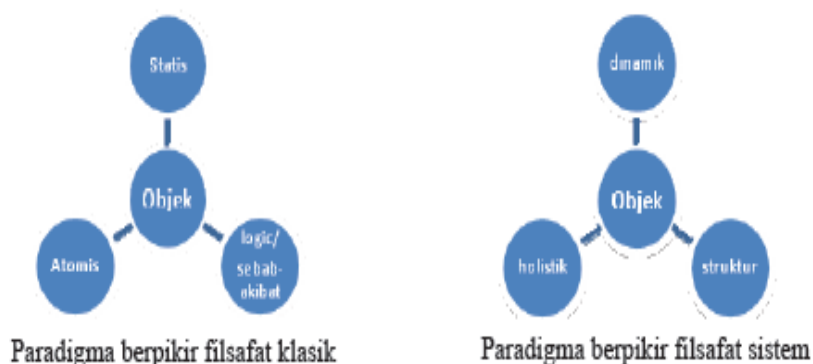 Statis
Objek
Atomis
logic/
sebab-
akibat
Paradigma berpikir filsafat klasik
dinamik
Objek
holistik
struktur
Paradigma berpikir filsafat sistem